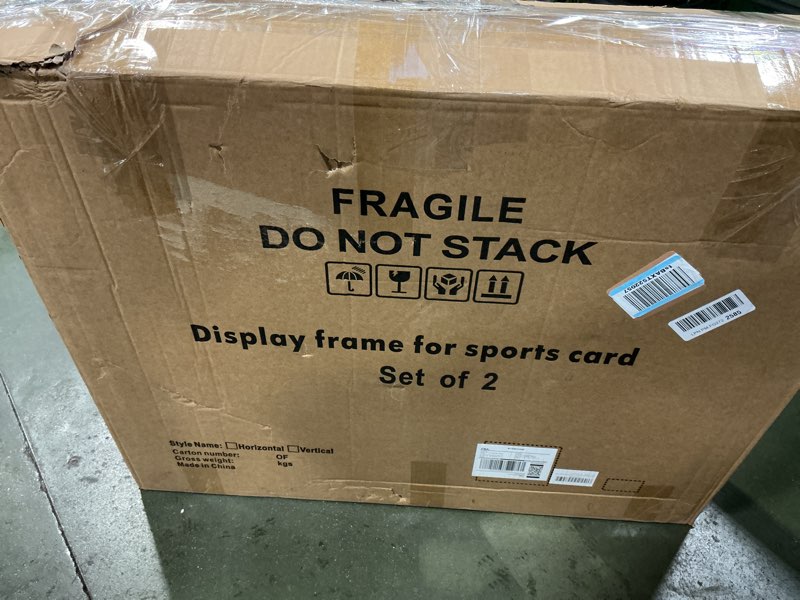 FRAGILE
DO NOT STACK
Display frame for sports card
Set of 2
Style Name: Horizontal Vertical
Carton number: OF
Gross weight: kgs
Made in China
2585